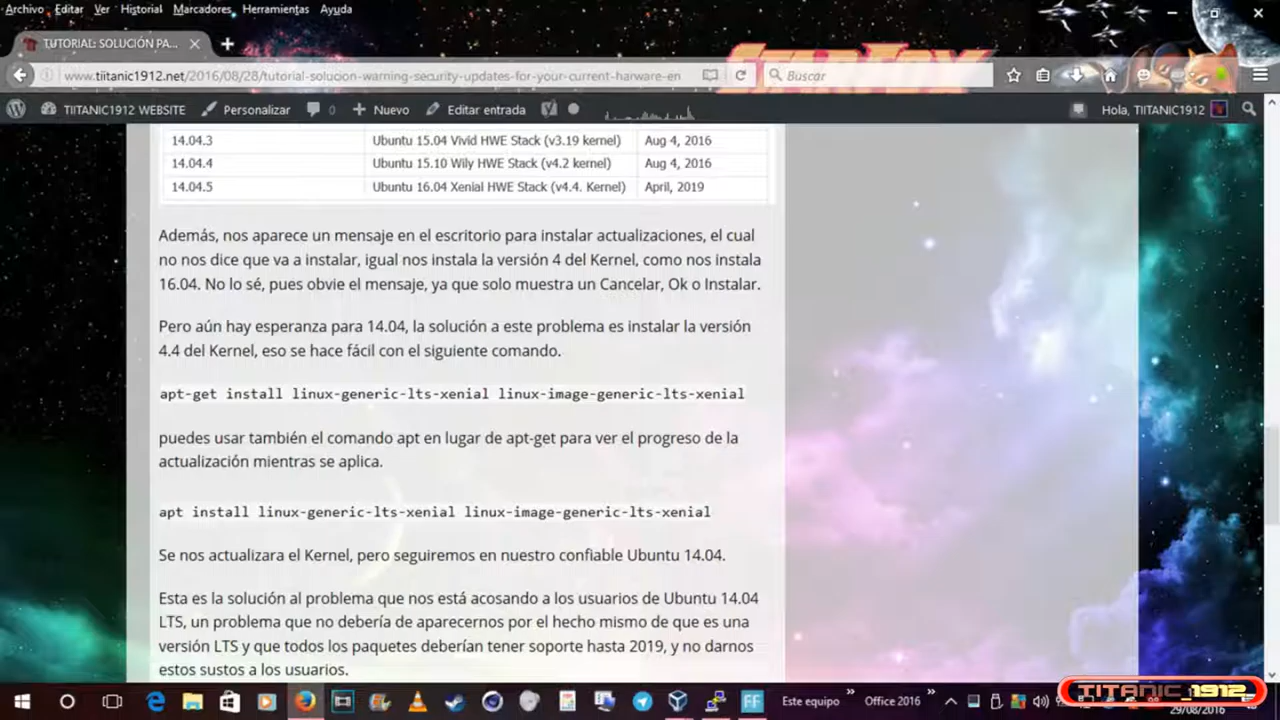 Archivo Editar Ver Historial Marcadores Herramientas Ayuda
TUTORIAL: SOLUCIÓN PA...
STARFOX
www.tiitanic1912.net/2016/08/28/tutorial-solucion-warning-security-updates-for-your-current-harware-en
Buscar
TIITANIC1912 WEBSITE Personalizar 0 Nuevo Editar entrada Hola, TIITANIC1912
14.04.3 Ubuntu 15.04 Vivid HWE Stack (v3.19 kernel) Aug 4, 2016
14.04.4 Ubuntu 15.10 Wily HWE Stack (v4.2 kernel) Aug 4, 2016
14.04.5 Ubuntu 16.04 Xenial HWE Stack (v4.4. Kernel) April, 2019
Además, nos aparece un mensaje en el escritorio para instalar actualizaciones, el cual
no nos dice que va a instalar, igual nos instala la versión 4 del Kernel, como nos instala
16.04. No lo sé, pues obvie el mensaje, ya que solo muestra un Cancelar, Ok o Instalar.
Pero aún hay esperanza para 14.04, la solución a este problema es instalar la versión
4.4 del Kernel, eso se hace fácil con el siguiente comando.
apt-get install linux-generic-lts-xenial linux-image-generic-lts-xenial
puedes usar también el comando apt en lugar de apt-get para ver el progreso de la
actualización mientras se aplica.
apt install linux-generic-lts-xenial linux-image-generic-lts-xenial
Se nos actualizara el Kernel, pero seguiremos en nuestro confiable Ubuntu 14.04.
Esta es la solución al problema que nos está acosando a los usuarios de Ubuntu 14.04
LTS, un problema que no debería de aparecernos por el hecho mismo de que es una
versión LTS y que todos los paquetes deberían tener soporte hasta 2019, y no darnos
estos sustos a los usuarios.
FF Este equipo Office 2016
TITANIC_1912
29/08/2016